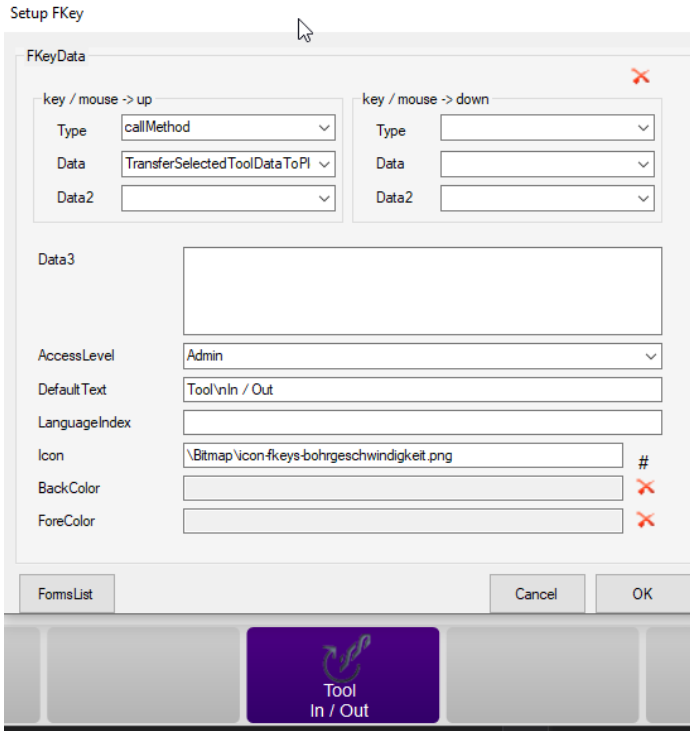 Setup FKey
FKeyData
key / mouse -> up
Type callMethod
Data TransferSelectedToolDataToPl
Data2
key / mouse -> down
Type
Data
Data2
Data3
AccessLevel Admin
DefaultText Tool\nIn / Out
LanguageIndex
Icon \Bitmap\icon-fkeys-bohrgeschwindigkeit.png #
BackColor
ForeColor
FormsList Cancel OK
Tool
In / Out